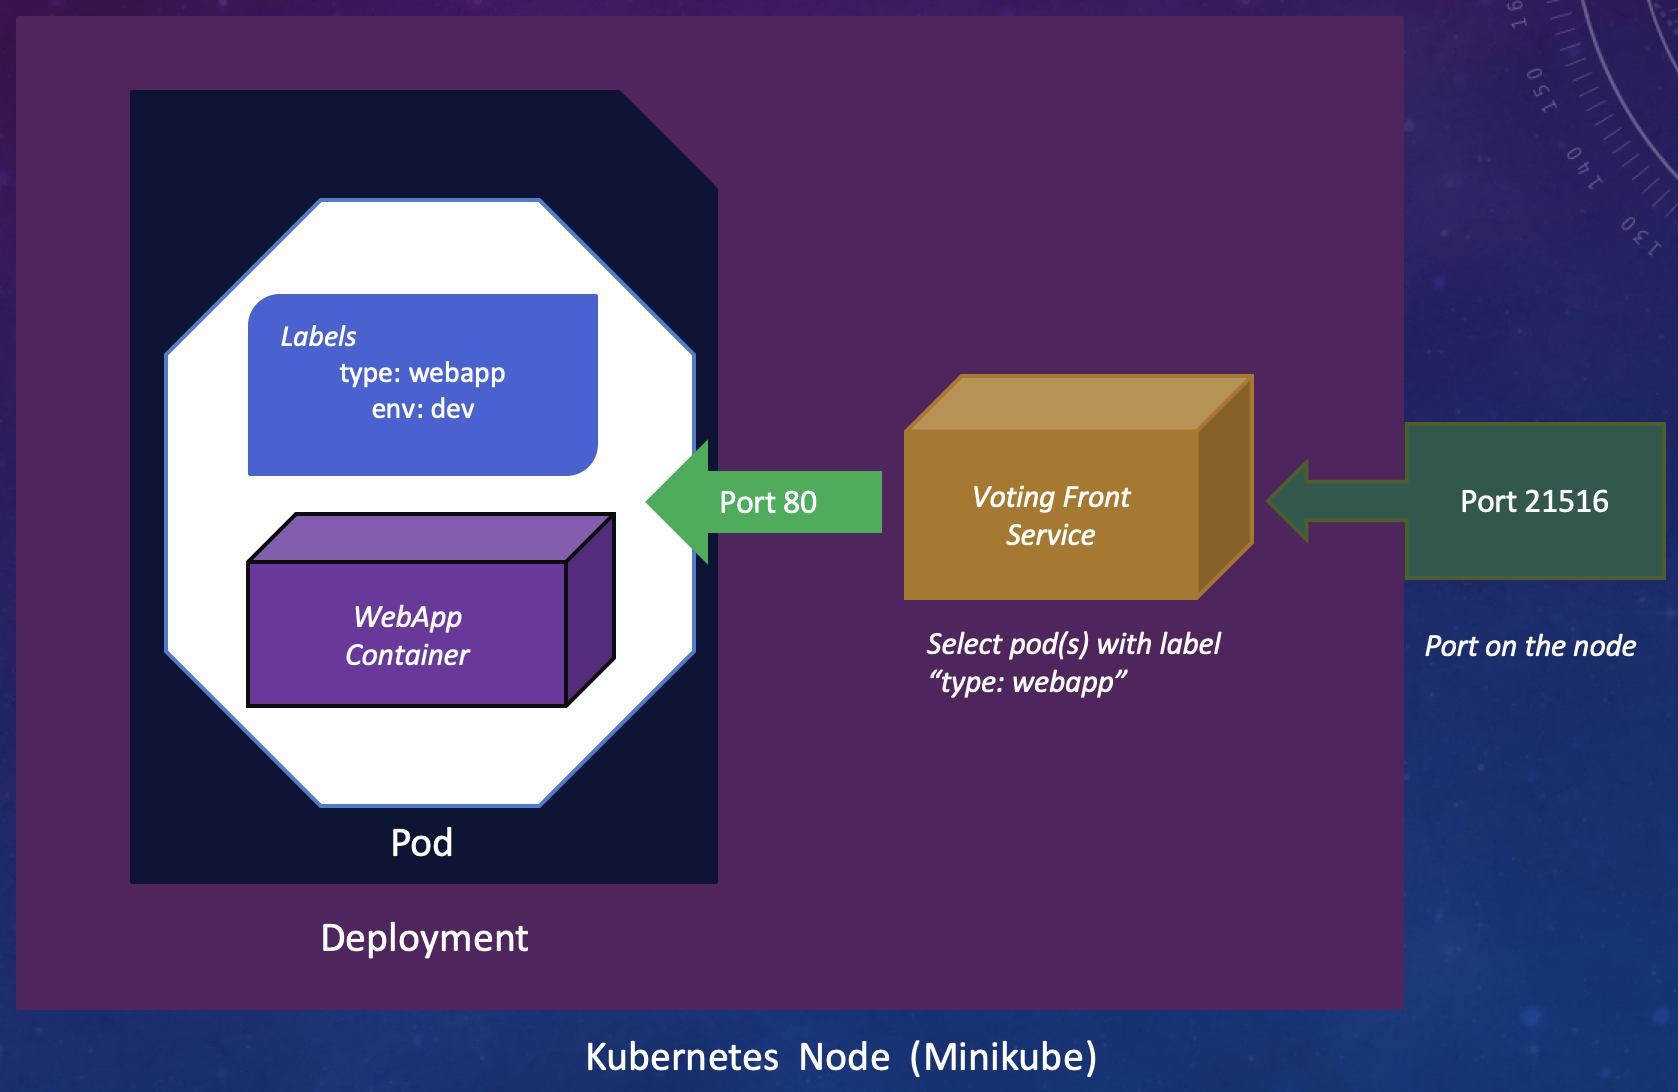 Labels
type: webapp
env: dev
WebApp
Container
Pod
Deployment
Port 80
Voting Front
Service
Select pod(s) with label
“type: webapp”
Port 21516
Port on the node
Kubernetes Node (Minikube)
160
150
140
130